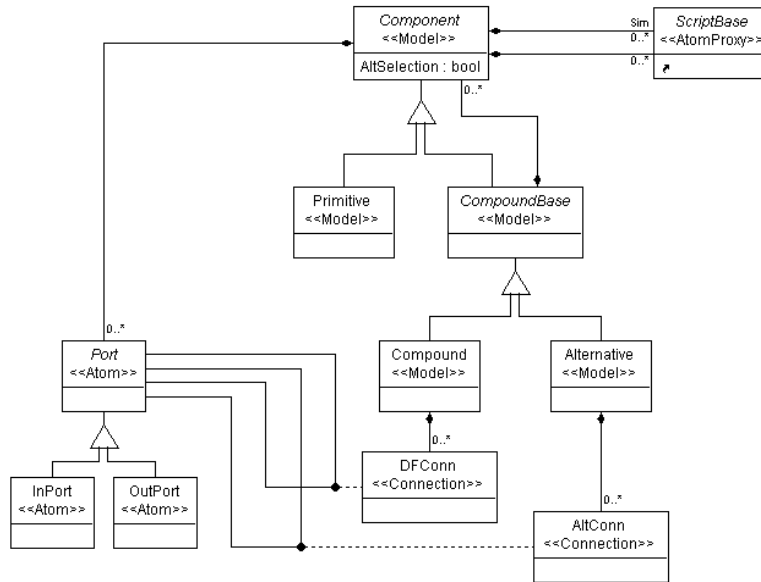 Component
<<Model>>
AltSelection : bool
Sim
0..*
0..*
ScriptBase
<<AtomProxy>>
0..*
Primitive
<<Model>>
CompoundBase
<<Model>>
0..*
Port
<<Atom>>
Compound
<<Model>>
Alternative
<<Model>>
0..*
DFConn
<<Connection>>
InPort
<<Atom>>
OutPort
<<Atom>>
0..*
AltConn
<<Connection>>